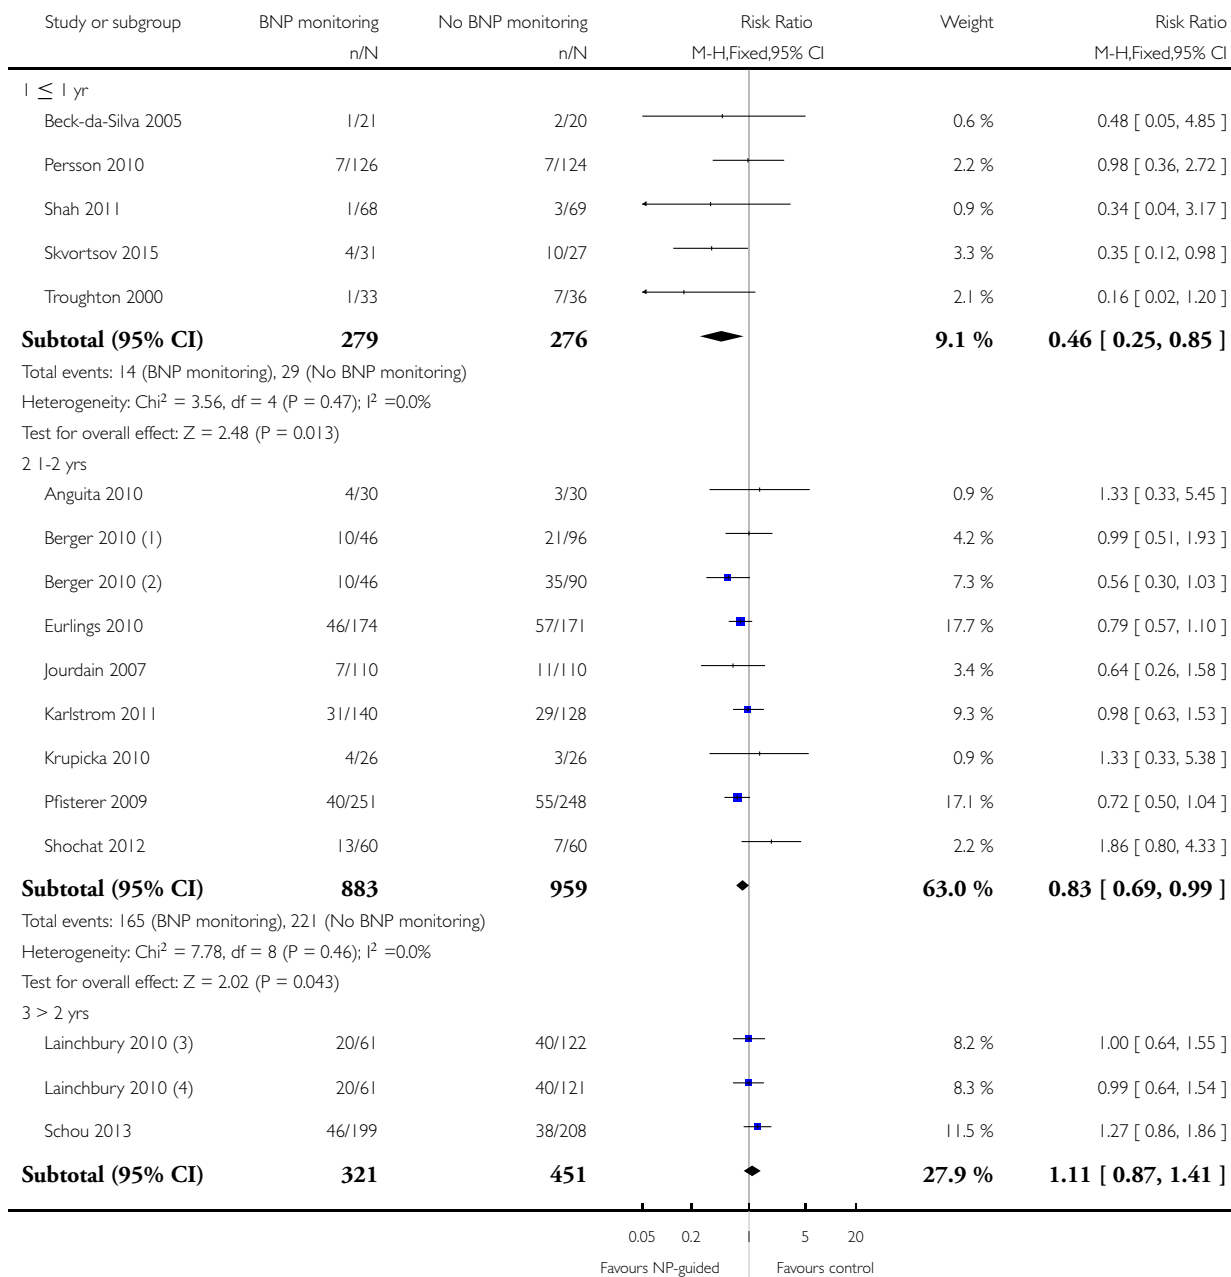 Study or subgroup BNP monitoring No BNP monitoring Risk Ratio Weight Risk Ratio
n/N n/N M-H,Fixed,95% CI M-H,Fixed,95% CI
1 ≤ 1 yr
Beck-da-Silva 2005 1/21 2/20 0.6 % 0.48 [ 0.05, 4.85 ]
Persson 2010 7/126 7/124 2.2 % 0.98 [ 0.36, 2.72 ]
Shah 2011 1/68 3/69 0.9 % 0.34 [ 0.04, 3.17 ]
Skvortsov 2015 4/31 10/27 3.3 % 0.35 [ 0.12, 0.98 ]
Troughton 2000 1/33 7/36 2.1 % 0.16 [ 0.02, 1.20 ]
Subtotal (95% CI) 279 276 9.1 % 0.46 [ 0.25, 0.85 ]
Total events: 14 (BNP monitoring), 29 (No BNP monitoring)
Heterogeneity: Chi² = 3.56, df = 4 (P = 0.47); I² =0.0%
Test for overall effect: Z = 2.48 (P = 0.013)
2 1-2 yrs
Anguita 2010 4/30 3/30 0.9 % 1.33 [ 0.33, 5.45 ]
Berger 2010 (1) 10/46 21/96 4.2 % 0.99 [ 0.51, 1.93 ]
Berger 2010 (2) 10/46 35/90 7.3 % 0.56 [ 0.30, 1.03 ]
Eurlings 2010 46/174 57/171 17.7 % 0.79 [ 0.57, 1.10 ]
Jourdain 2007 7/110 11/110 3.4 % 0.64 [ 0.26, 1.58 ]
Karlstrom 2011 31/140 29/128 9.3 % 0.98 [ 0.63, 1.53 ]
Krupicka 2010 4/26 3/26 0.9 % 1.33 [ 0.33, 5.38 ]
Pfisterer 2009 40/251 55/248 17.1 % 0.72 [ 0.50, 1.04 ]
Shochat 2012 13/60 7/60 2.2 % 1.86 [ 0.80, 4.33 ]
Subtotal (95% CI) 883 959 63.0 % 0.83 [ 0.69, 0.99 ]
Total events: 165 (BNP monitoring), 221 (No BNP monitoring)
Heterogeneity: Chi² = 7.78, df = 8 (P = 0.46); I² =0.0%
Test for overall effect: Z = 2.02 (P = 0.043)
3 > 2 yrs
Lainchbury 2010 (3) 20/61 40/122 8.2 % 1.00 [ 0.64, 1.55 ]
Lainchbury 2010 (4) 20/61 40/121 8.3 % 0.99 [ 0.64, 1.54 ]
Schou 2013 46/199 38/208 11.5 % 1.27 [ 0.86, 1.86 ]
Subtotal (95% CI) 321 451 27.9 % 1.11 [ 0.87, 1.41 ]
0.05 0.2 1 5 20
Favours NP-guided Favours control